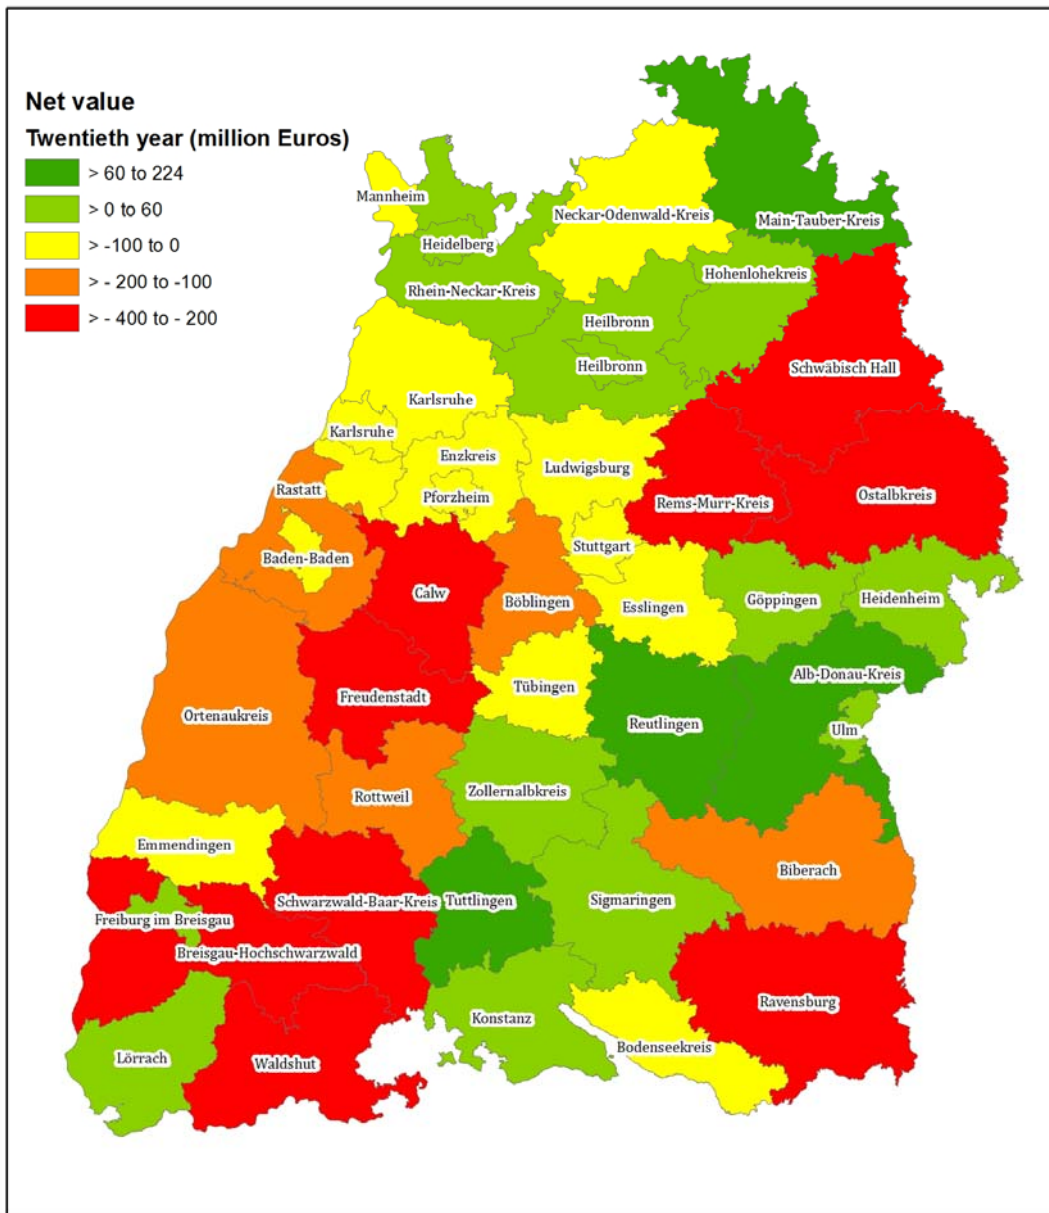 Net value
Twentieth year (million Euros)
> 60 to 224
> 0 to 60
> -100 to 0
> - 200 to -100
> - 400 to - 200
Mannheim
Neckar-Odenwald-Kreis
Main-Tauber-Kreis
Heidelberg
Hohenlohekreis
Rhein-Neckar-Kreis
Heilbronn
Heilbronn
Schwäbisch Hall
Karlsruhe
Karlsruhe
Enzkreis
Ludwigsburg
Rastatt
Pforzheim
Rems-Murr-Kreis
Ostalbkreis
Stuttgart
Baden-Baden
Calw
Böblingen
Esslingen
Göppingen
Heidenheim
Alb-Donau-Kreis
Tübingen
Freudenstadt
Ortenaukreis
Reutlingen
Ulm
Zollernalbkreis
Rottweil
Emmendingen
Biberach
Schwarzwald-Baar-Kreis
Tuttlingen
Sigmaringen
Freiburg im Breisgau
Breisgau-Hochschwarzwald
Ravensburg
Konstanz
Bodenseekreis
Lörrach
Waldshut